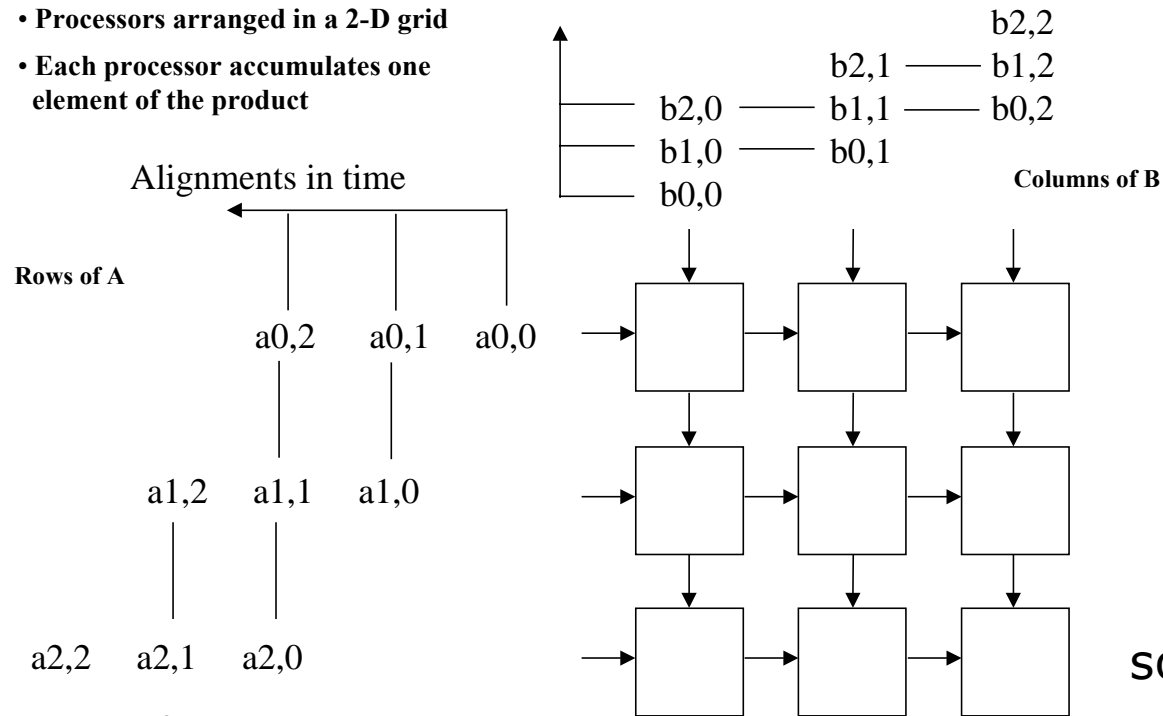 • Processors arranged in a 2-D grid
• Each processor accumulates one
element of the product
b2,2
b2,1 b1,2
b2,0 b1,1 b0,2
b1,0 b0,1
b0,0
Alignments in time
Columns of B
Rows of A
a0,2 a0,1 a0,0
a1,2 a1,1 a1,0
a2,2 a2,1 a2,0